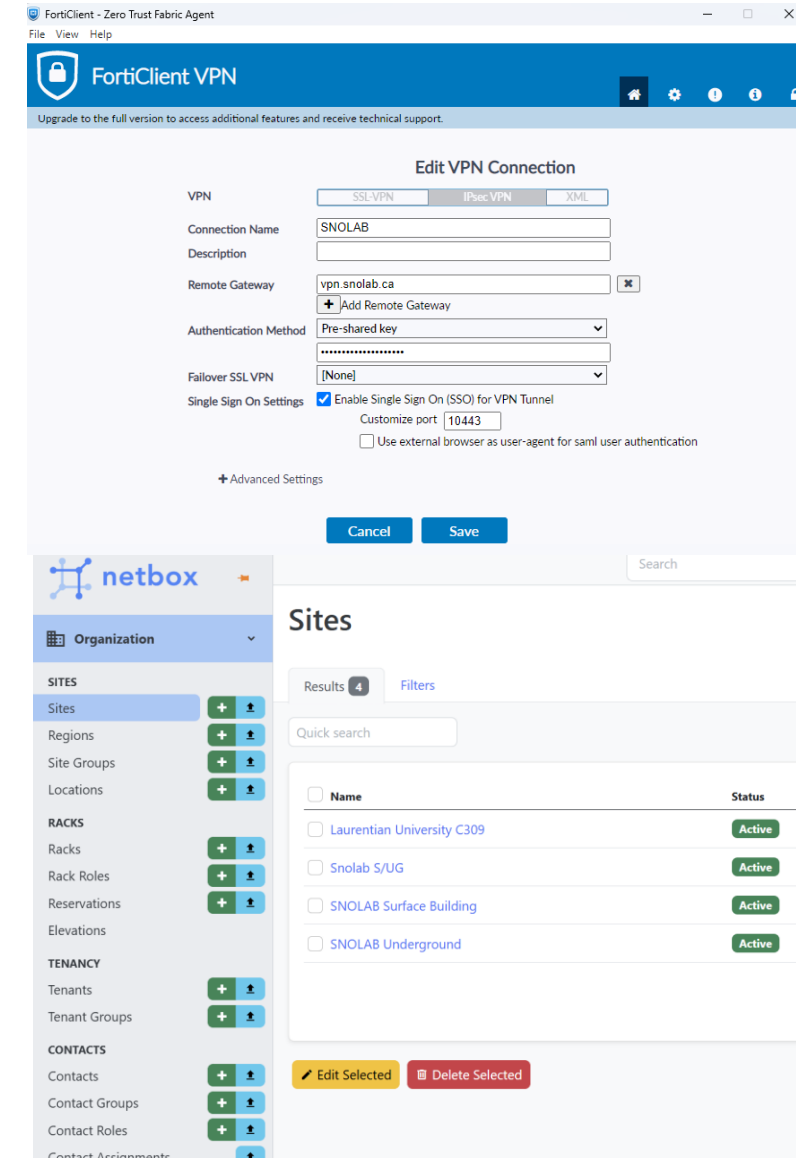 FortiClient - Zero Trust Fabric Agent
File View Help
FortiClient VPN
Upgrade to the full version to access additional features and receive technical support.
Edit VPN Connection
VPN SSL-VPN IPsec VPN XML
Connection Name SNOLAB
Description
Remote Gateway vpn.snolab.ca
Add Remote Gateway
Authentication Method Pre-shared key
••••••••••••••••••••
Failover SSL VPN [None]
Single Sign On Settings Enable Single Sign On (SSO) for VPN Tunnel
Customize port 10443
Use external browser as user-agent for saml user authentication
+ Advanced Settings
Cancel Save
netbox
Search
Organization
Sites
Results 4 Filters
Quick search
SITES
Sites
Regions
Site Groups
Locations
RACKS
Racks
Rack Roles
Reservations
Elevations
TENANCY
Tenants
Tenant Groups
CONTACTS
Contacts
Contact Groups
Contact Roles
Contact Assignments
Name Status
Laurentian University C309 Active
Snolab S/UG Active
SNOLAB Surface Building Active
SNOLAB Underground Active
Edit Selected Delete Selected